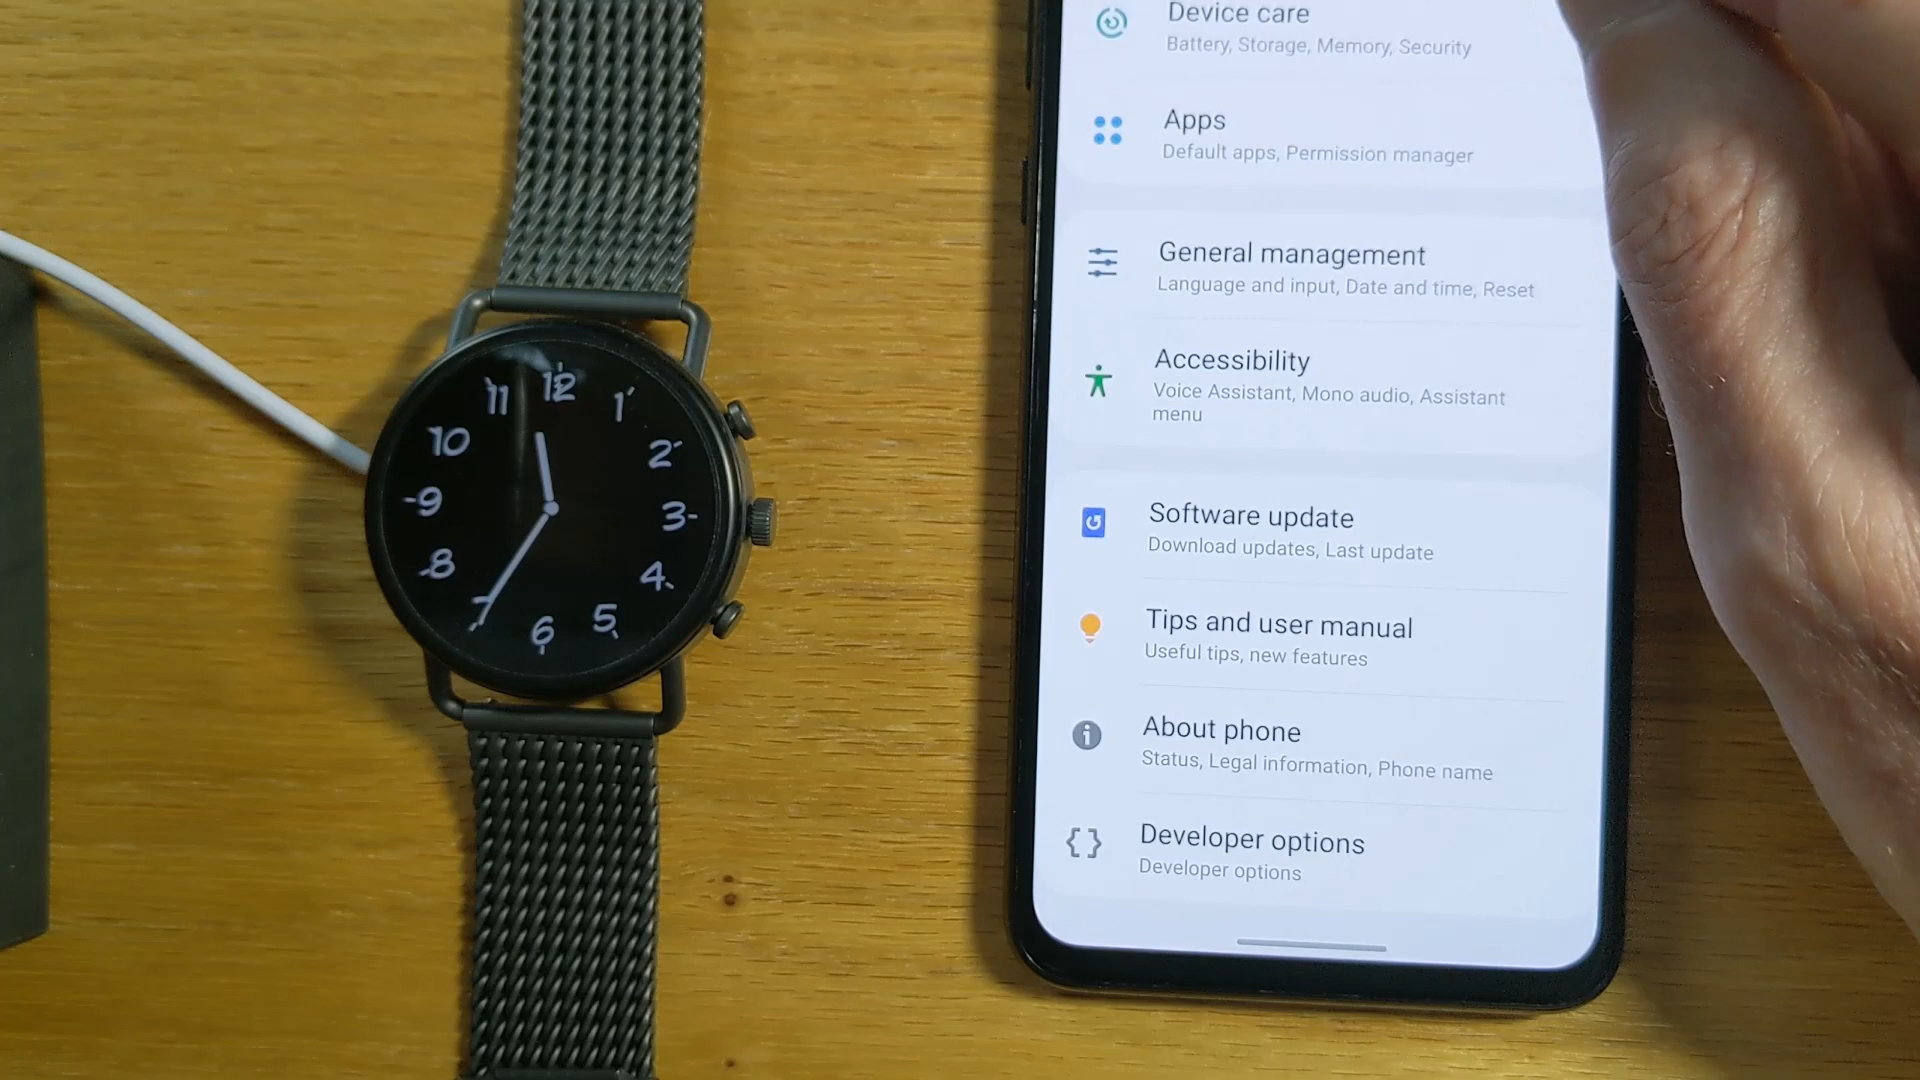 11 12 1
10 2
9 3
8 4
7 6 5
Device care
Battery, Storage, Memory, Security
Apps
Default apps, Permission manager
General management
Language and input, Date and time, Reset
Accessibility
Voice Assistant, Mono audio, Assistant
menu
Software update
Download updates, Last update
Tips and user manual
Useful tips, new features
About phone
Status, Legal information, Phone name
Developer options
Developer options